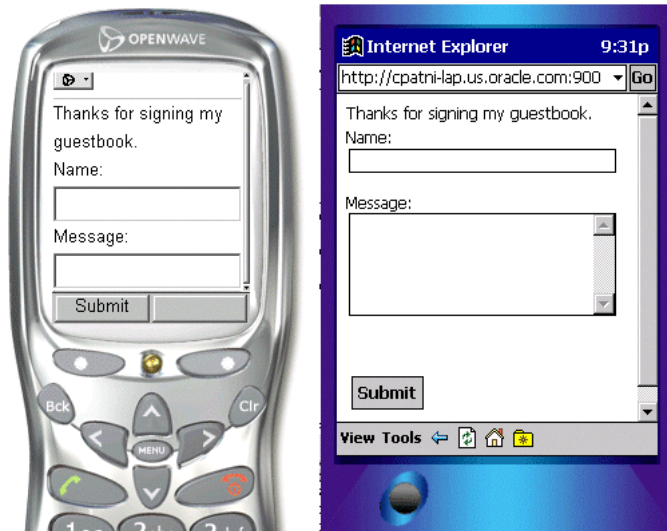 OPENWAVE
Thanks for signing my
guestbook.
Name:
Message:
Submit
Bck
Clr
MENU
Internet Explorer 9:31p
http://cpatni-lap.us.oracle.com:900 Go
Thanks for signing my guestbook.
Name:
Message:
Submit
View Tools